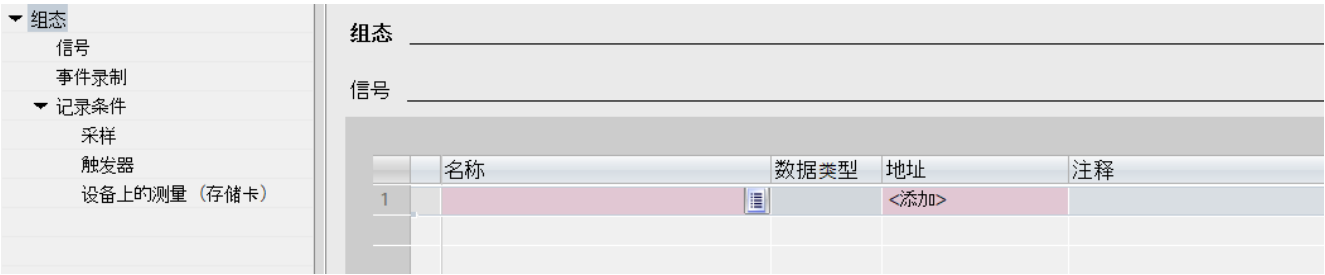 组态
信号
事件录制
记录条件
采样
触发器
设备上的测量（存储卡）
组态
信号
名称 数据类型 地址 注释
1 <添加>